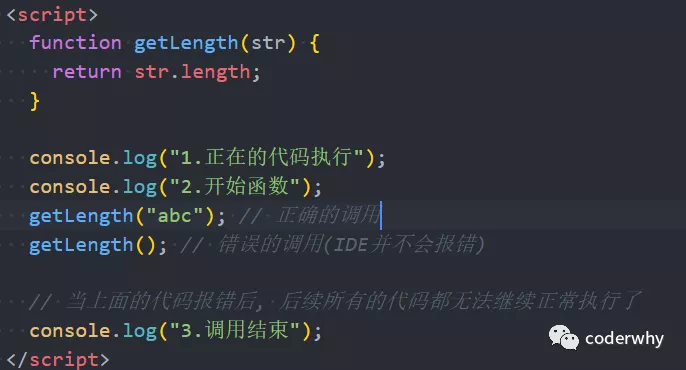 <script>
function getLength(str) {
return str.length;
}
console.log("1.正在的代码执行");
console.log("2.开始函数");
getLength("abc"); // 正确的调用
getLength(); // 错误的调用(IDE并不会报错)
// 当上面的代码报错后, 后续所有的代码都无法继续正常执行了
console.log("3.调用结束");
</script>
coderwhy